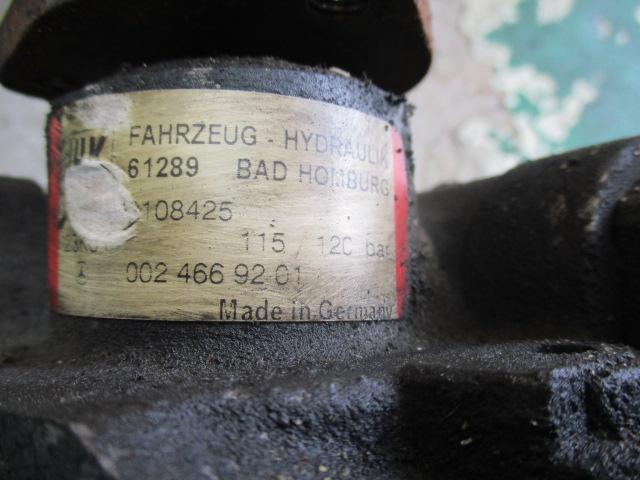 FAHRZEUG - HYDRAULIK
61289 BAD HOMBURG
108425
115 120 bar
002 466 92 01
Made in Germany